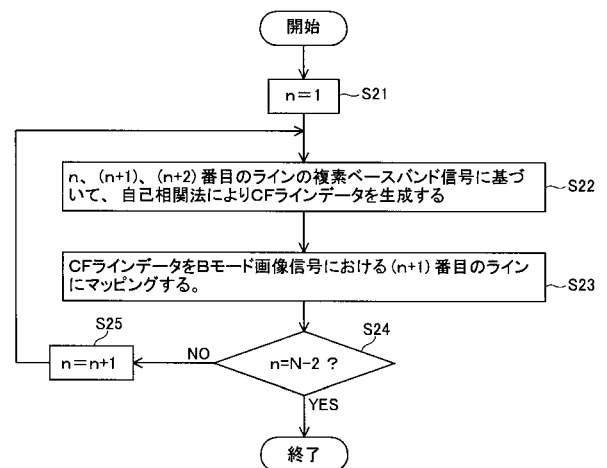 開始
n=1
S21
n、(n+1)、(n+2)番目のラインの複素ベースバンド信号に基づ
いて、自己相関法によりCFラインデータを生成する
S22
CFラインデータをBモード画像信号における(n+1)番目のライン
にマッピングする。
S23
S25
S24
n=n+1
NO
n=N-2 ?
YES
終了